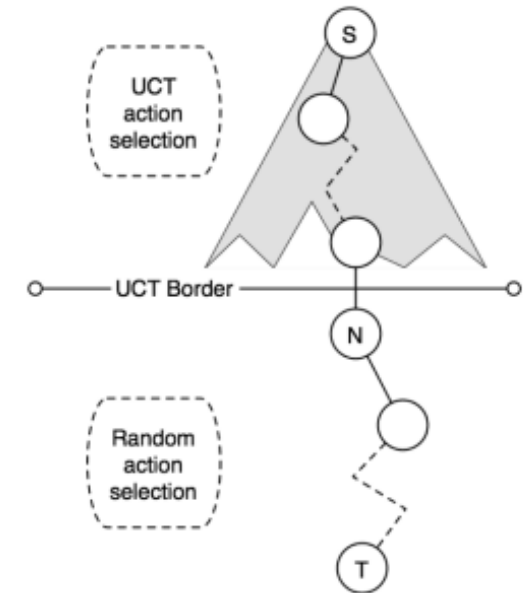 S
UCT
action
selection
UCT Border
N
Random
action
selection
T